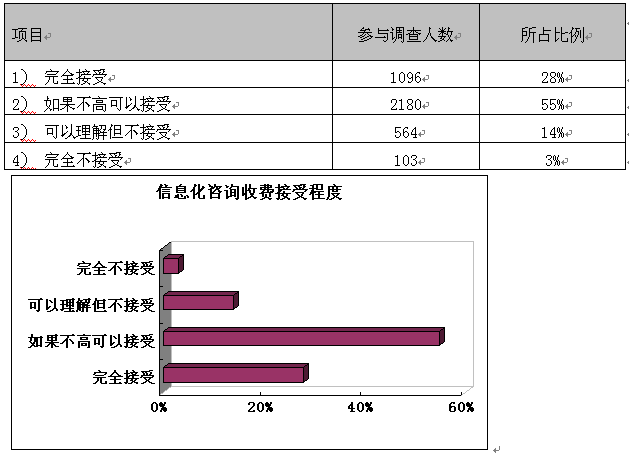 项目 参与调查人数 所占比例
1） 完全接受 1096 28%
2） 如果不高可以接受 2180 55%
3） 可以理解但不接受 564 14%
4） 完全不接受 103 3%
信息化咨询收费接受程度
完全不接受
可以理解但不接受
如果不高可以接受
完全接受
0% 20% 40% 60%